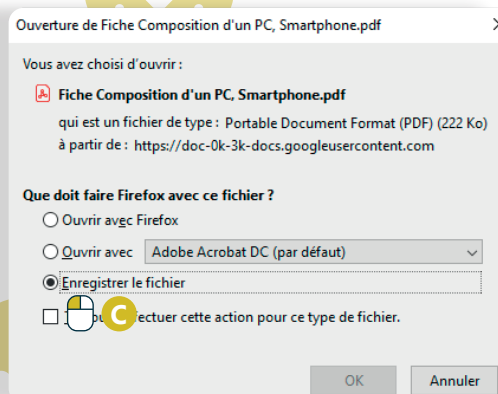 Ouverture de Fiche Composition d'un PC, Smartphone.pdf
Vous avez choisi d'ouvrir :
Fiche Composition d'un PC, Smartphone.pdf
qui est un fichier de type : Portable Document Format (PDF) (222 Ko)
à partir de : https://doc-0k-3k-docs.googleusercontent.com
Que doit faire Firefox avec ce fichier ?
Ouvrir avec Firefox
Ouvrir avec Adobe Acrobat DC (par défaut)
Enregistrer le fichier
C cette action pour ce type de fichier.
OK Annuler